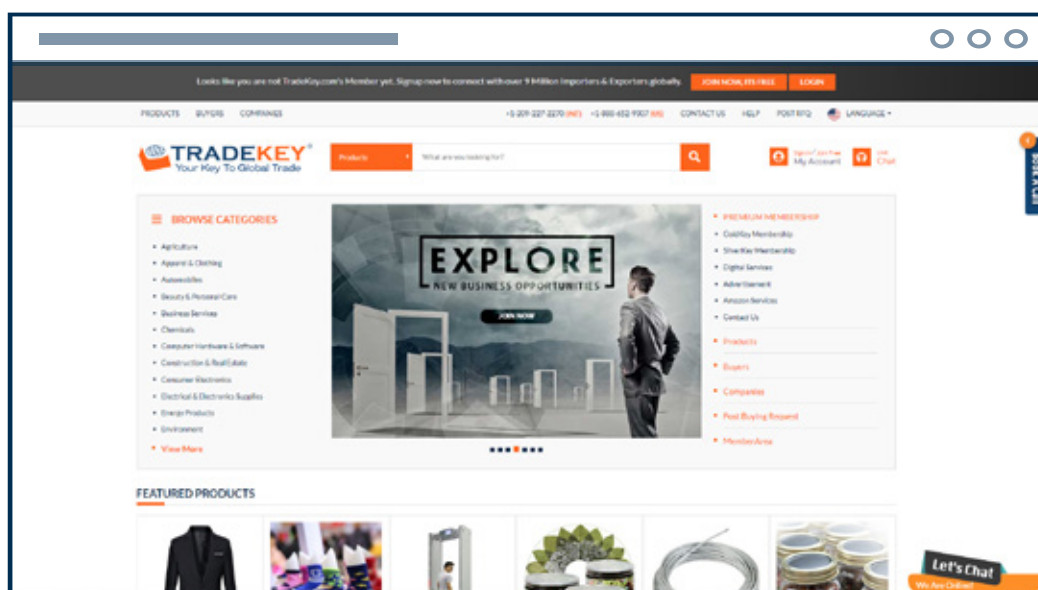 Looks like you are not TradeKey.com's Member yet. Signup now to connect with over 9 Million Importers & Exporters globally.
JOIN NOW, ITS FREE
LOGIN
PRODUCTS BUYERS COMPANIES
CONTACT US HELP POST RFQ LANGUAGE
TRADEKEY®
Your Key To Global Trade
Products
What are you looking for?
My Account
Chat
BROWSE CATEGORIES
Agriculture
Apparel & Clothing
Automobiles
Beauty & Personal Care
Business Services
Chemicals
Computer Hardware & Software
Construction & Real Estate
Consumer Electronics
Electrical & Electronics Supplies
Energy Products
Environment
View More
EXPLORE
NEW BUSINESS OPPORTUNITIES
JOIN NOW
PREMIUM MEMBERSHIP
GoldKey Membership
SilverKey Membership
Digital Services
Advertisement
Amazon Services
Contact Us
Products
Buyers
Companies
Post Buying Request
Member Area
FEATURED PRODUCTS
Let's Chat
We Are Online!